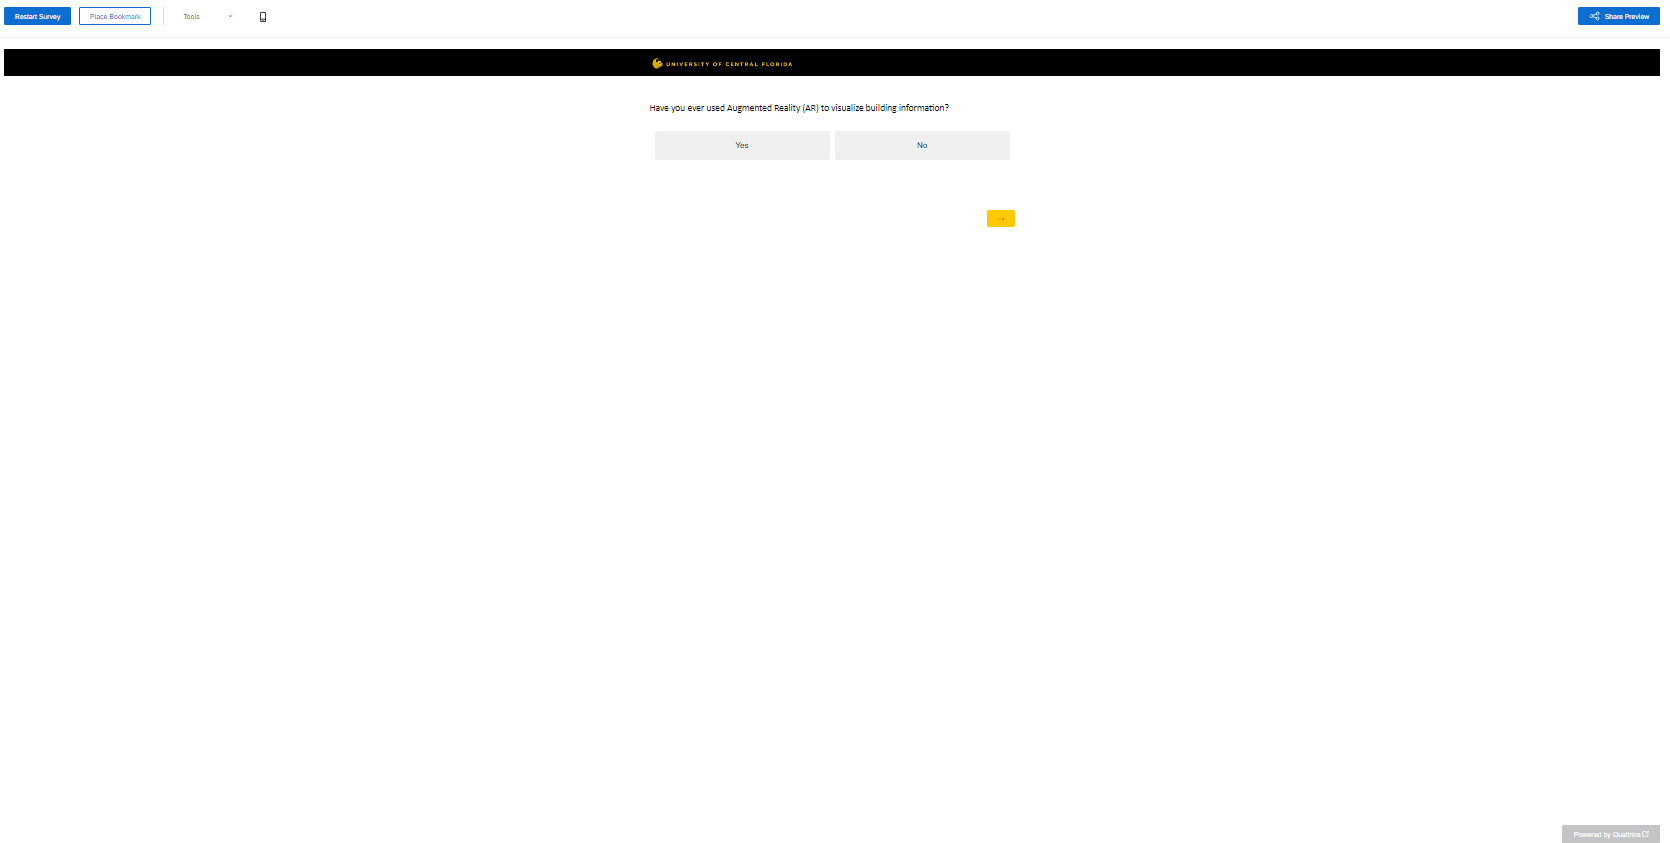 Restart Survey
Place Bookmark
Tools
Share Preview
UNIVERSITY OF CENTRAL FLORIDA
Have you ever used Augmented Reality (AR) to visualize building information?
Yes
No
→
Powered by Qualtrics